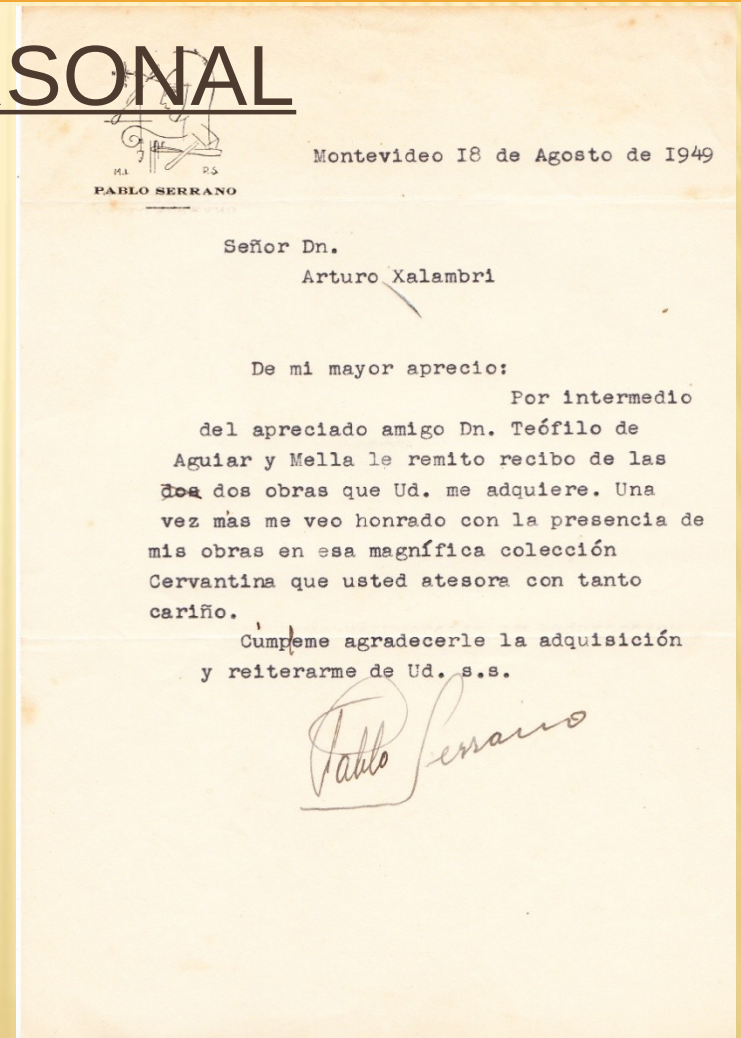 SONAL
M.I. P.S.
PABLO SERRANO
Montevideo I8 de Agosto de I949
Señor Dn.
Arturo Xalambri
De mi mayor aprecio:
Por intermedio
del apreciado amigo Dn. Teófilo de
Aguiar y Mella le remito recibo de las
dos dos obras que Ud. me adquiere. Una
vez màs me veo honrado con la presencia de
mis obras en esa magnífica colección
Cervantina que usted atesora con tanto
cariño.
Cúmpleme agradecerle la adquisición
y reiterarme de Ud. s.s.
Pablo Serrano